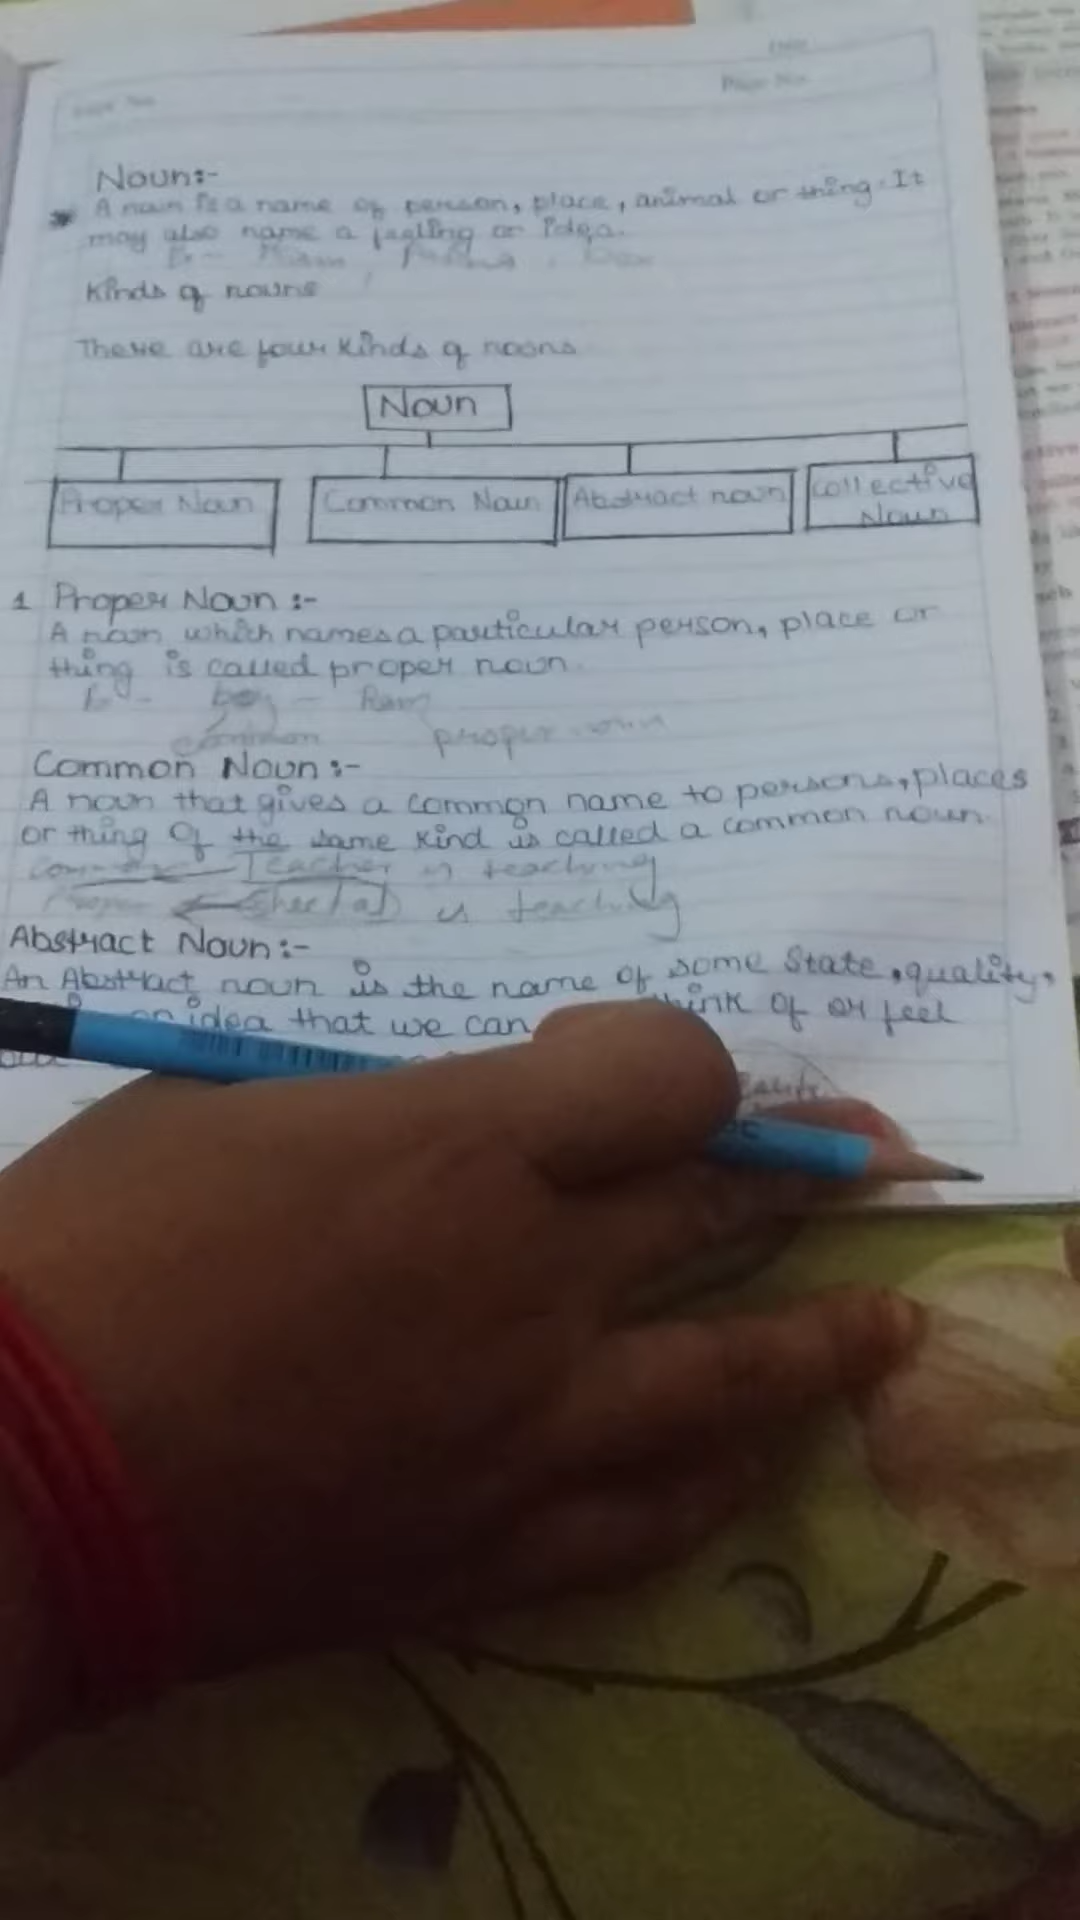 Noun:-
A noun is a name of person, place, animal or thing. It
may also name a feeling or idea.
Kinds of nouns
There are four kinds of nouns
Noun
Proper Noun
Common Noun
Abstract noun
Collective
Noun
1 Proper Noun :-
A noun which names a particular person, place or
thing is called proper noun.
boy - Ram
common proper noun
Common Noun :-
A noun that gives a common name to persons, places
or thing of the same kind is called a common noun.
Teacher is teaching
is teaching
Abstract Noun :-
An Abstract noun is the name of some State, quality,
idea that we can think of or feel